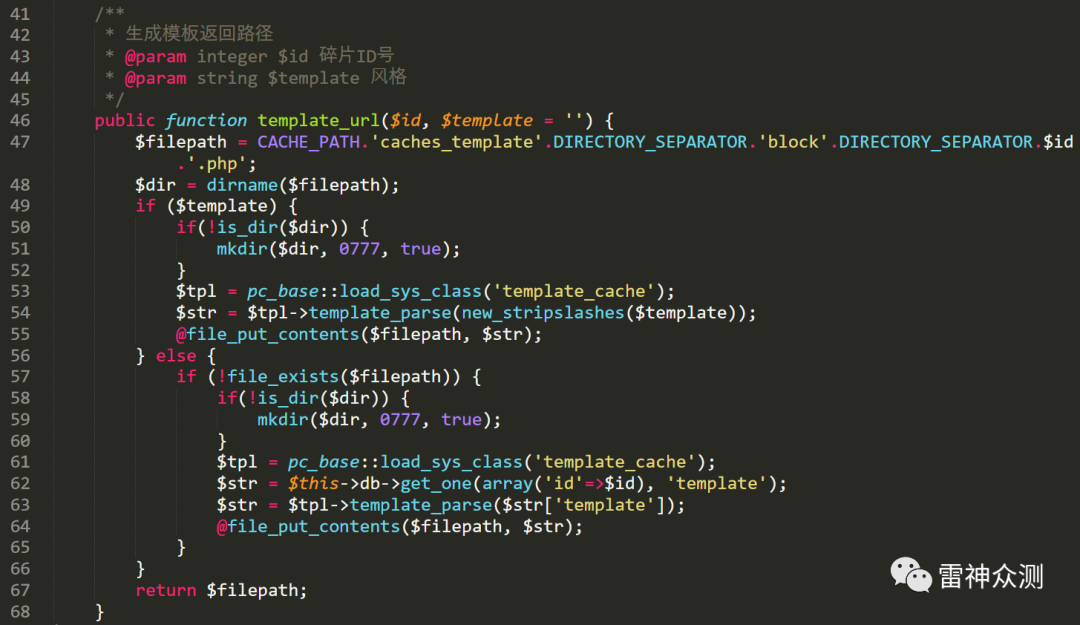 41 /**
42 * 生成模板返回路径
43 * @param integer $id 碎片ID号
44 * @param string $template 风格
45 */
46 public function template_url($id, $template = '') {
47 $filepath = CACHE_PATH.'caches_template'.DIRECTORY_SEPARATOR.'block'.DIRECTORY_SEPARATOR.$id
.'.php';
48 $dir = dirname($filepath);
49 if ($template) {
50 if(!is_dir($dir)) {
51 mkdir($dir, 0777, true);
52 }
53 $tpl = pc_base::load_sys_class('template_cache');
54 $str = $tpl->template_parse(new_stripslashes($template));
55 @file_put_contents($filepath, $str);
56 } else {
57 if (!file_exists($filepath)) {
58 if(!is_dir($dir)) {
59 mkdir($dir, 0777, true);
60 }
61 $tpl = pc_base::load_sys_class('template_cache');
62 $str = $this->db->get_one(array('id'=>$id), 'template');
63 $str = $tpl->template_parse($str['template']);
64 @file_put_contents($filepath, $str);
65 }
66 }
67 return $filepath;
68 }
雷神众测